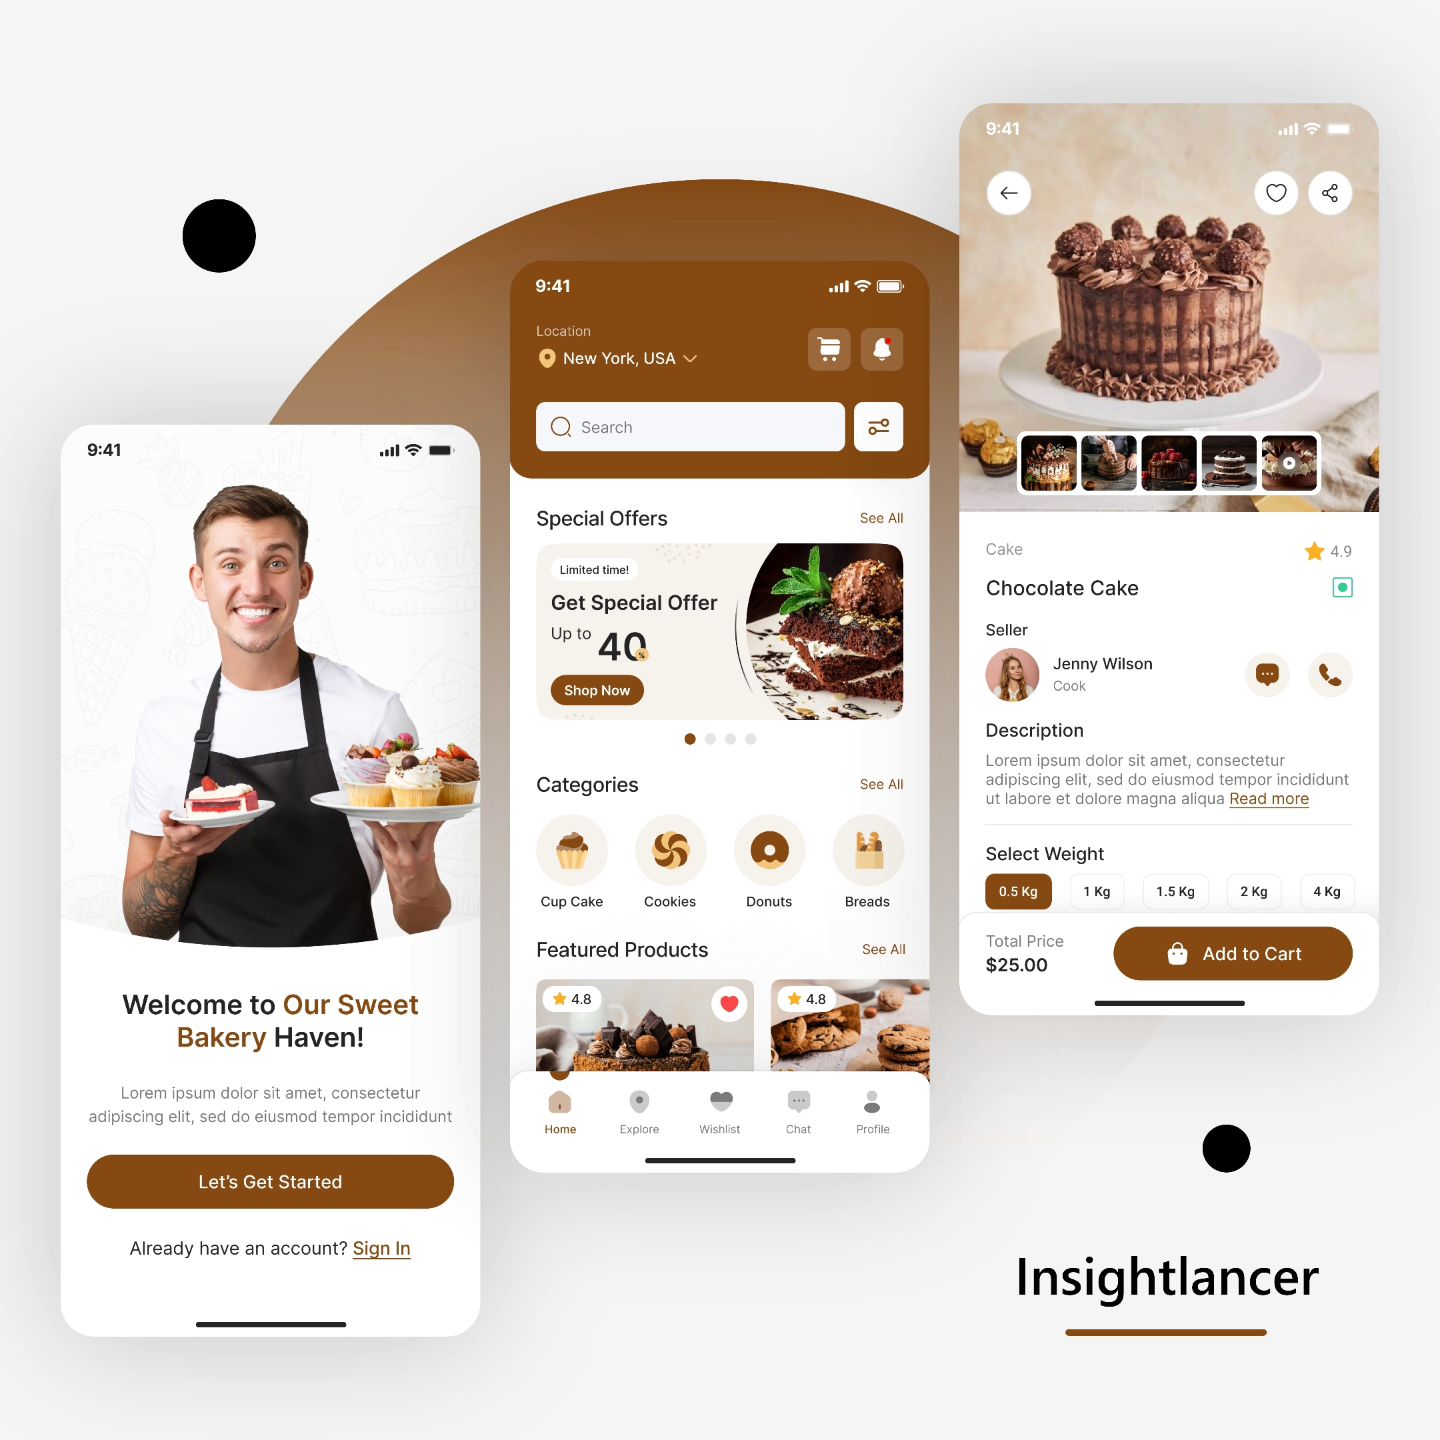 9:41
Welcome to Our Sweet
Bakery Haven!
Lorem ipsum dolor sit amet, consectetur
adipiscing elit, sed do eiusmod tempor incididunt
Let's Get Started
Already have an account? Sign In
9:41
Location
New York, USA
Search
Special Offers See All
Limited time!
Get Special Offer
Up to 40 %
Shop Now
Categories See All
Cup Cake Cookies Donuts Breads
Featured Products See All
4.8 4.8
Home Explore Wishlist Chat Profile
9:41
Cake 4.9
Chocolate Cake
Seller
Jenny Wilson
Cook
Description
Lorem ipsum dolor sit amet, consectetur
adipiscing elit, sed do eiusmod tempor incididunt
ut labore et dolore magna aliqua Read more
Select Weight
0.5 Kg 1 Kg 1.5 Kg 2 Kg 4 Kg
Total Price
$25.00
Add to Cart
Insightlancer